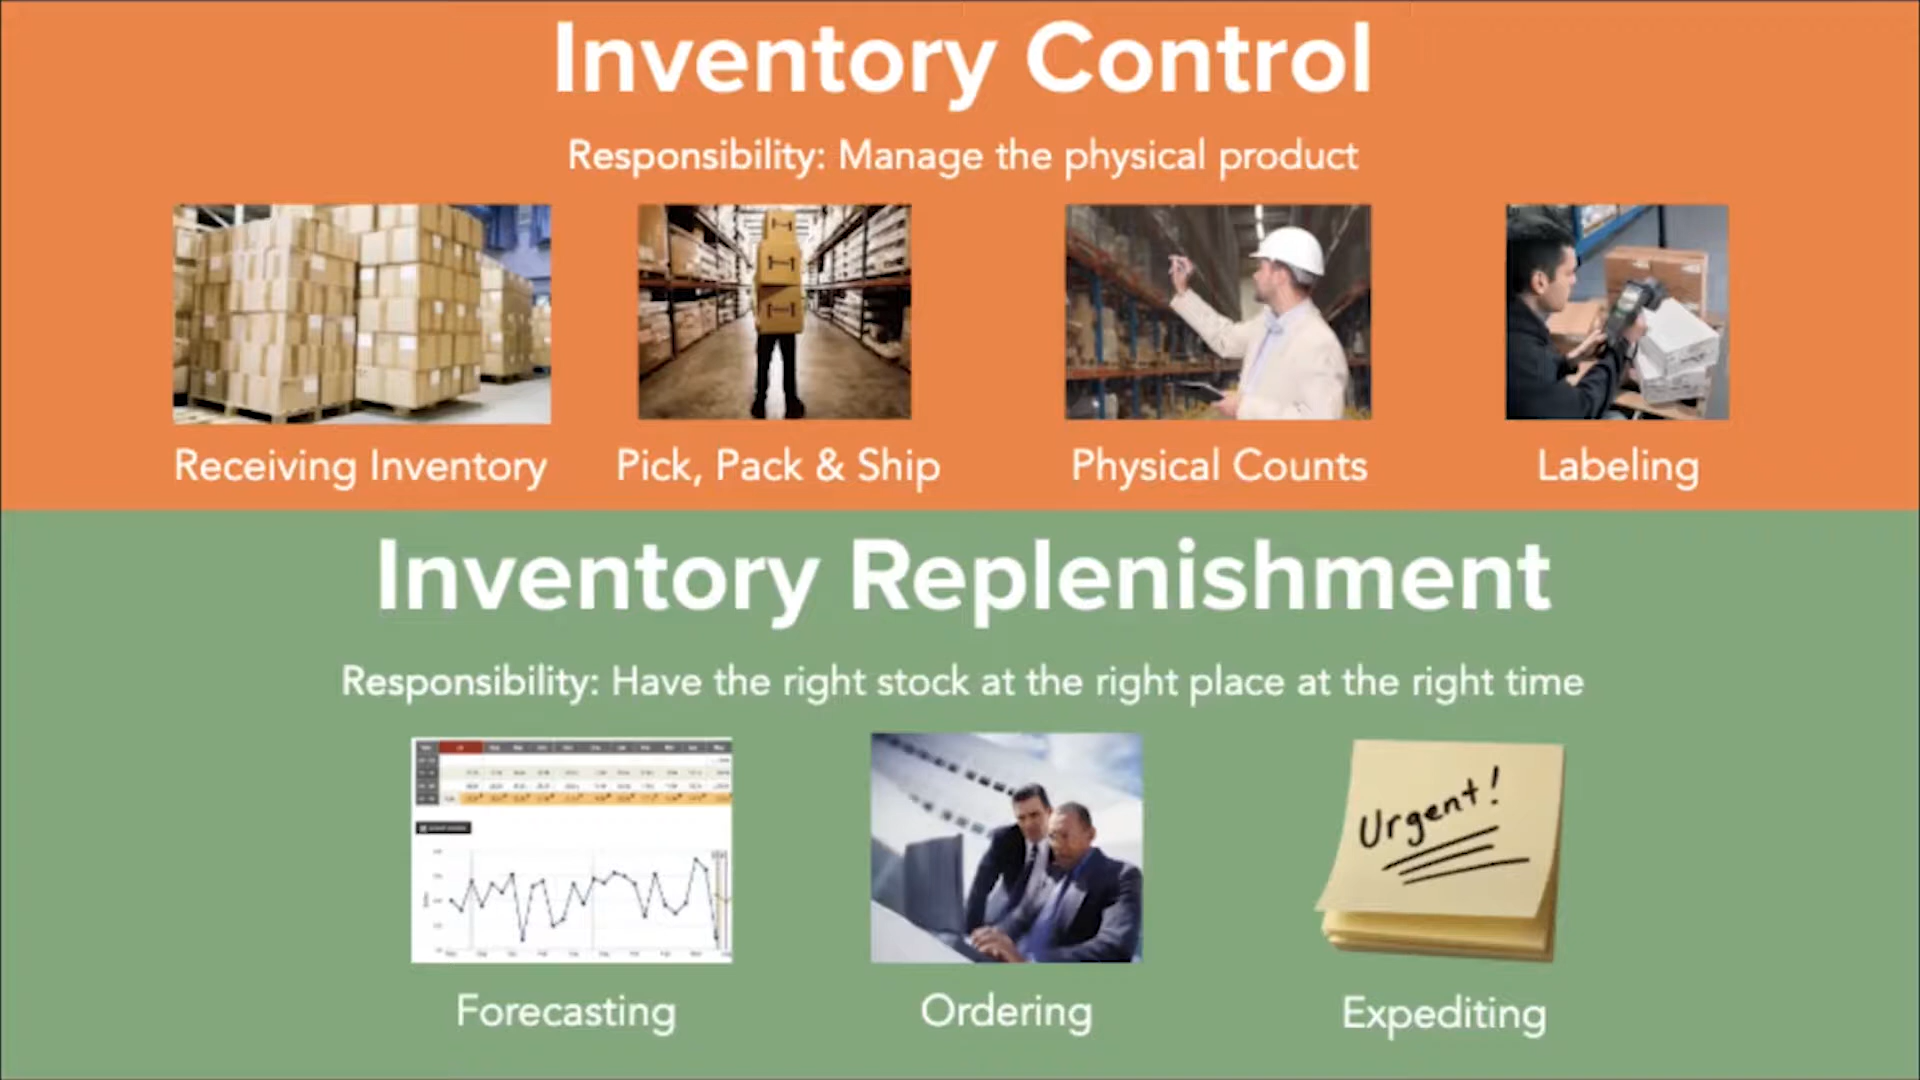 Inventory Control
Responsibility: Manage the physical product
Receiving Inventory
Pick, Pack & Ship
Physical Counts
Labeling
Inventory Replenishment
Responsibility: Have the right stock at the right place at the right time
Urgent!
Forecasting
Ordering
Expediting